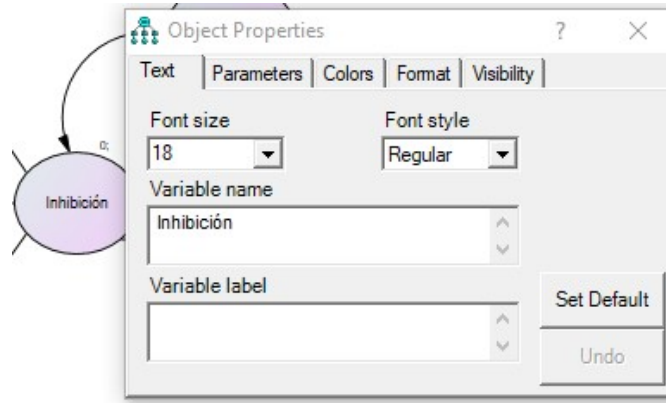 Object Properties
?
Text Parameters Colors Format Visibility
Font size Font style
18 Regular
Variable name
Inhibición
Variable label
Set Default
Undo
0;
Inhibición